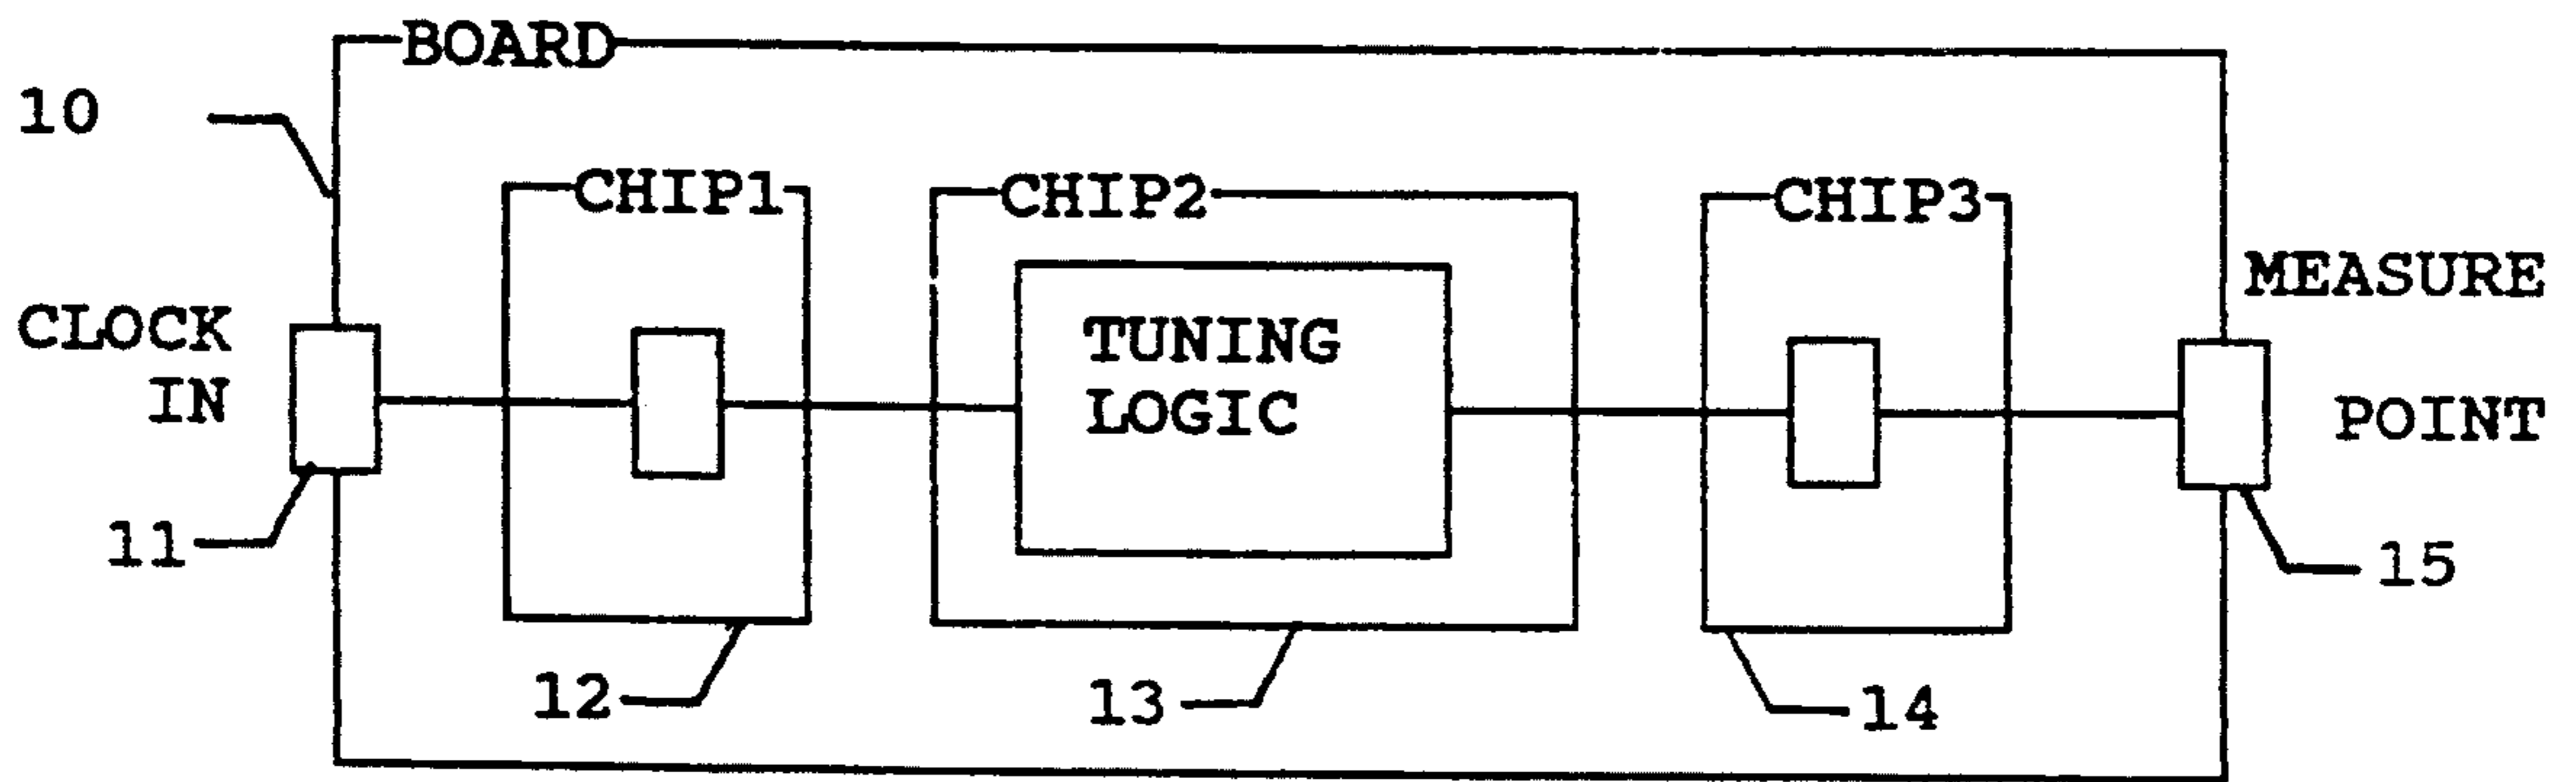 BOARD
10
CHIP1
CHIP2
CHIP3
MEASURE
POINT
CLOCK
IN
TUNING
LOGIC
11
15
12
13
14